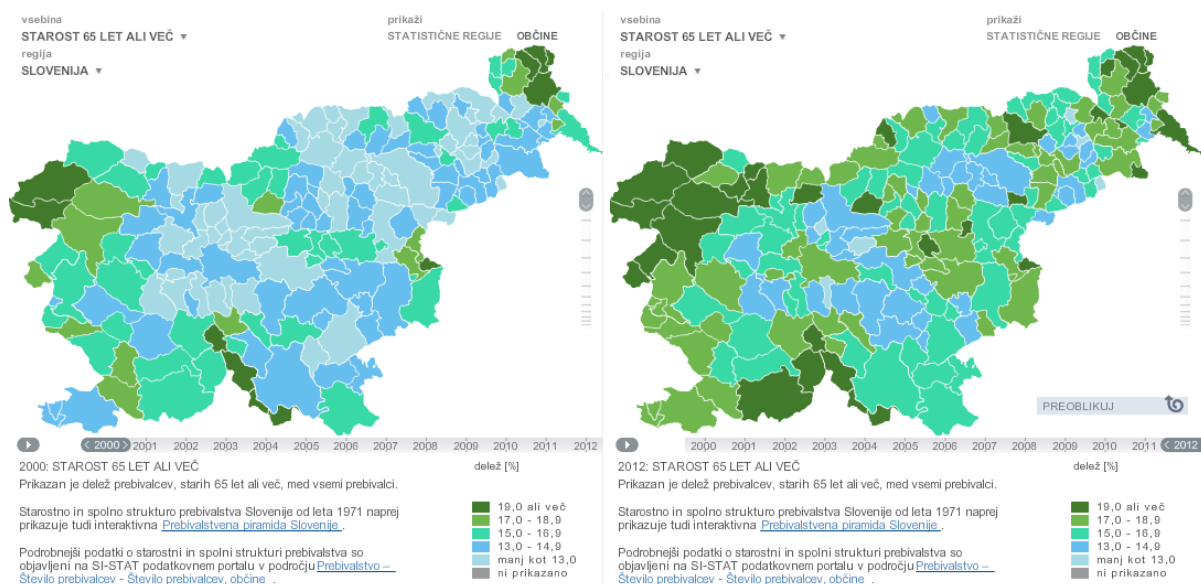 vsebina
STAROST 65 LET ALI VEČ ▼
regija
SLOVENIJA ▼
prikaži
STATISTIČNE REGIJE OBČINE
2000 2001 2002 2003 2004 2005 2006 2007 2008 2009 2010 2011 2012
2000: STAROST 65 LET ALI VEČ
Prikazan je delež prebivalcev, starih 65 let ali več, med vsemi prebivalci.
Starostno in spolno strukturo prebivalstva Slovenije od leta 1971 naprej
prikazuje tudi interaktivna Prebivalstvena piramida Slovenije .
Podrobnejši podatki o starostni in spolni strukturi prebivalstva so
objavljeni na SI-STAT podatkovnem portalu v področju Prebivalstvo –
Število prebivalcev - Število prebivalcev, občine .
delež [%]
19,0 ali več
17,0 - 18,9
15,0 - 16,9
13,0 - 14,9
manj kot 13,0
ni prikazano
vsebina
STAROST 65 LET ALI VEČ ▼
regija
SLOVENIJA ▼
prikaži
STATISTIČNE REGIJE OBČINE
PREOBLIKUJ
2000 2001 2002 2003 2004 2005 2006 2007 2008 2009 2010 2011 2012
2012: STAROST 65 LET ALI VEČ
Prikazan je delež prebivalcev, starih 65 let ali več, med vsemi prebivalci.
Starostno in spolno strukturo prebivalstva Slovenije od leta 1971 naprej
prikazuje tudi interaktivna Prebivalstvena piramida Slovenije .
Podrobnejši podatki o starostni in spolni strukturi prebivalstva so
objavljeni na SI-STAT podatkovnem portalu v področju Prebivalstvo –
Število prebivalcev - Število prebivalcev, občine .
delež [%]
19,0 ali več
17,0 - 18,9
15,0 - 16,9
13,0 - 14,9
manj kot 13,0
ni prikazano